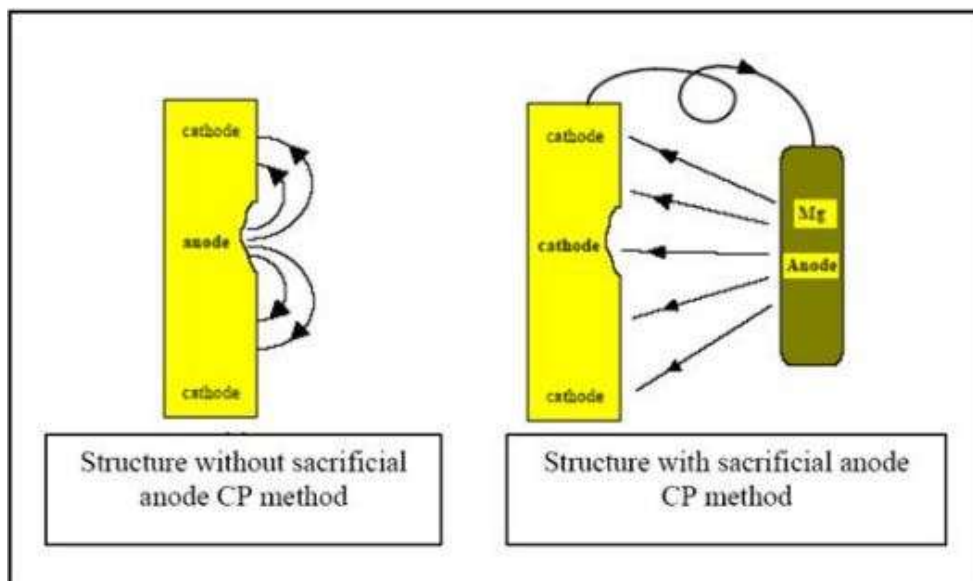 cathode
anode
cathode
Structure without sacrificial
anode CP method
cathode
cathode
cathode
Mg
Anode
Structure with sacrificial anode
CP method